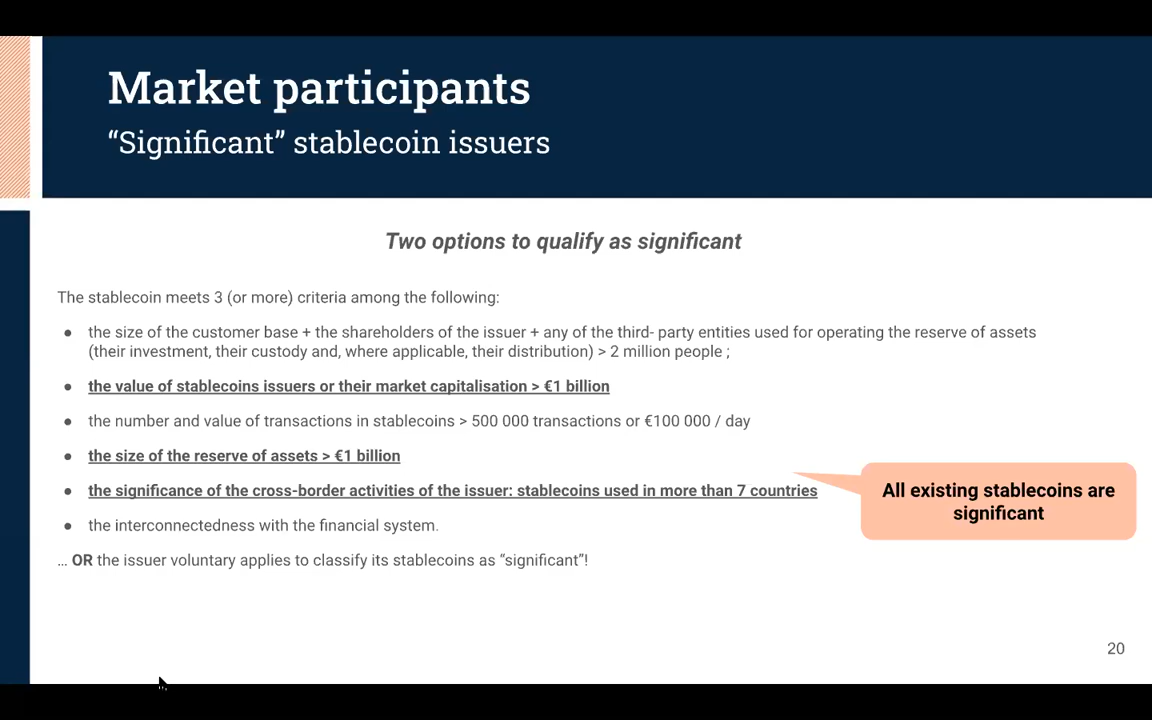 Market participants
“Significant” stablecoin issuers
Two options to qualify as significant
The stablecoin meets 3 (or more) criteria among the following:
● the size of the customer base + the shareholders of the issuer + any of the third- party entities used for operating the reserve of assets
(their investment, their custody and, where applicable, their distribution) > 2 million people ;
● the value of stablecoins issuers or their market capitalisation > €1 billion
● the number and value of transactions in stablecoins > 500 000 transactions or €100 000 / day
● the size of the reserve of assets > €1 billion
● the significance of the cross-border activities of the issuer: stablecoins used in more than 7 countries
All existing stablecoins are
significant
● the interconnectedness with the financial system.
... OR the issuer voluntary applies to classify its stablecoins as “significant”!
20